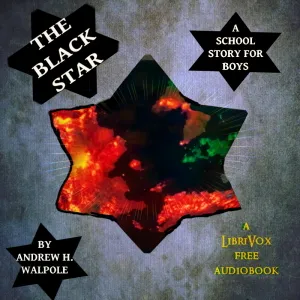 THE
BLACK
STAR
A
SCHOOL
STORY FOR
BOYS
BY
ANDREW H.
WALPOLE
A
LIBRIVOX
FREE
AUDIOBOOK